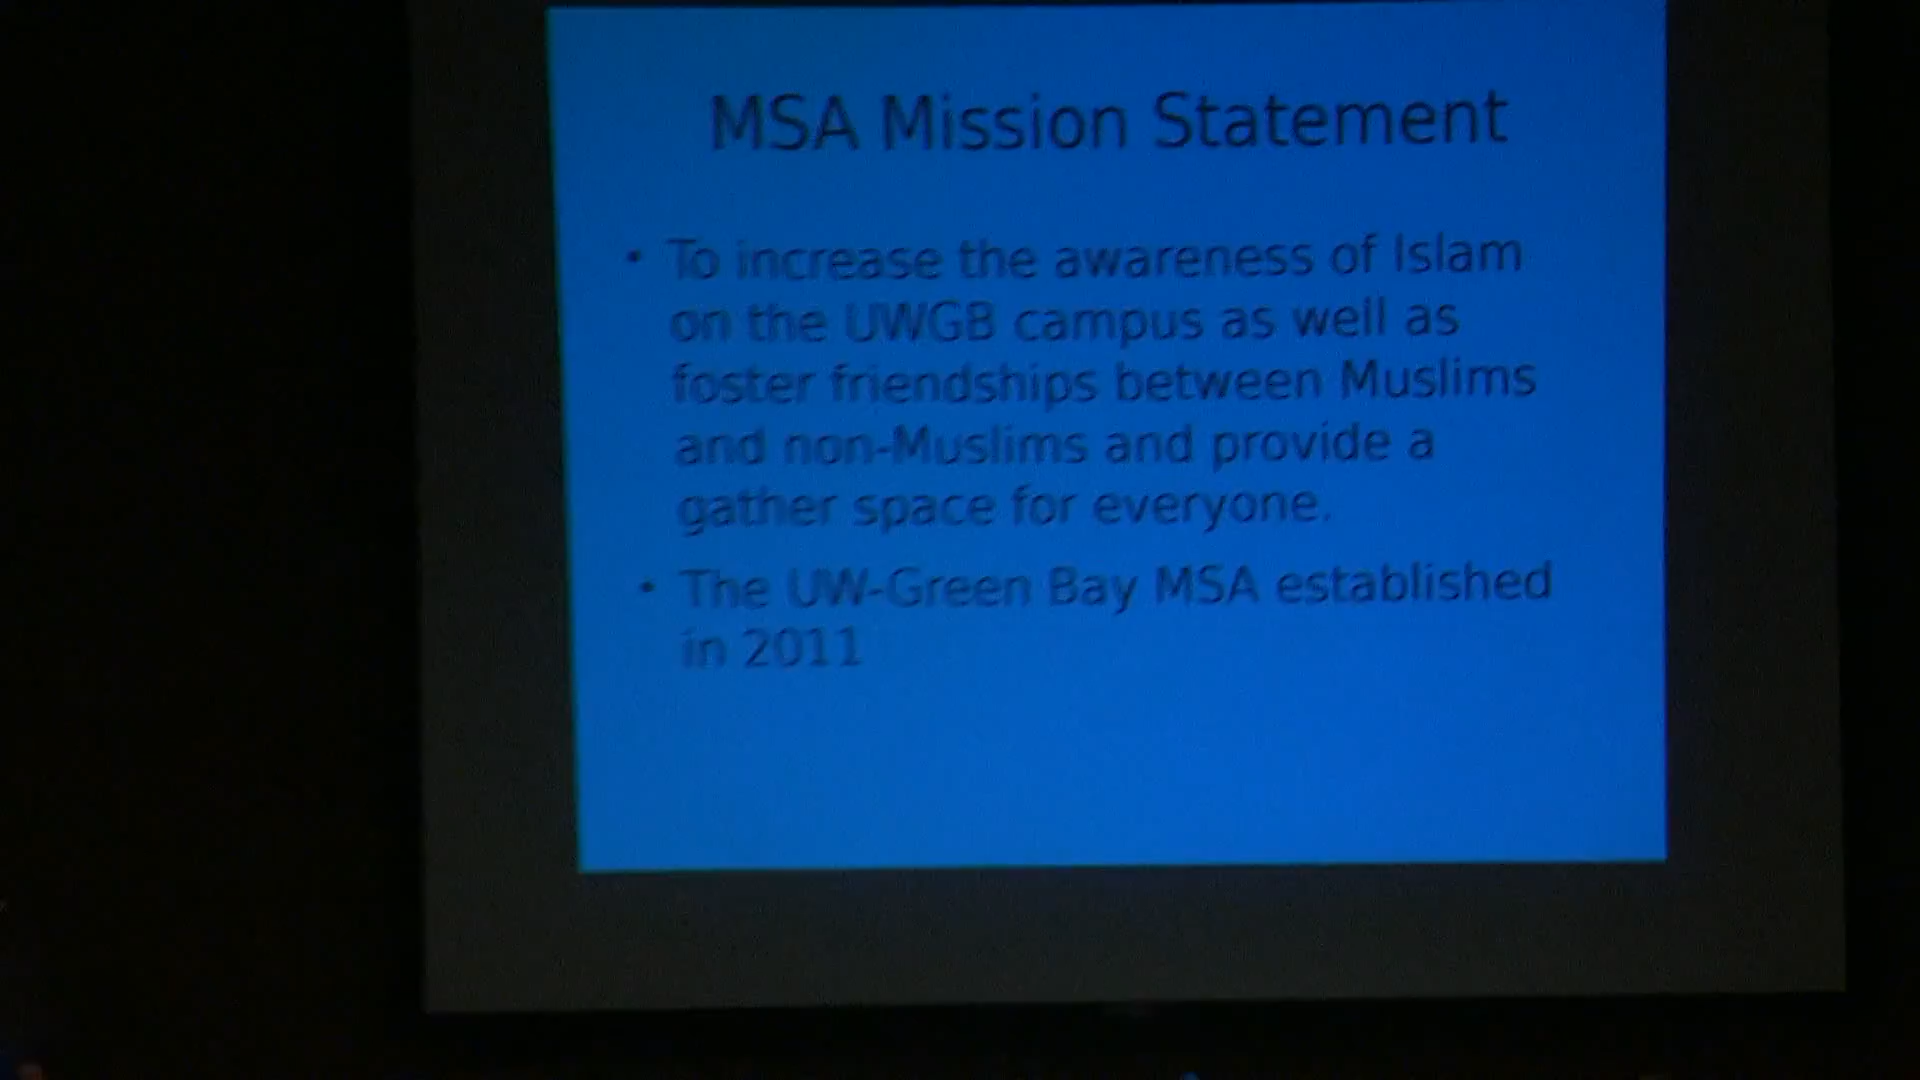 MSA Mission Statement
• To increase the awareness of Islam
on the UWGB campus as well as
foster friendships between Muslims
and non-Muslims and provide a
gather space for everyone.
• The UW-Green Bay MSA established
in 2011